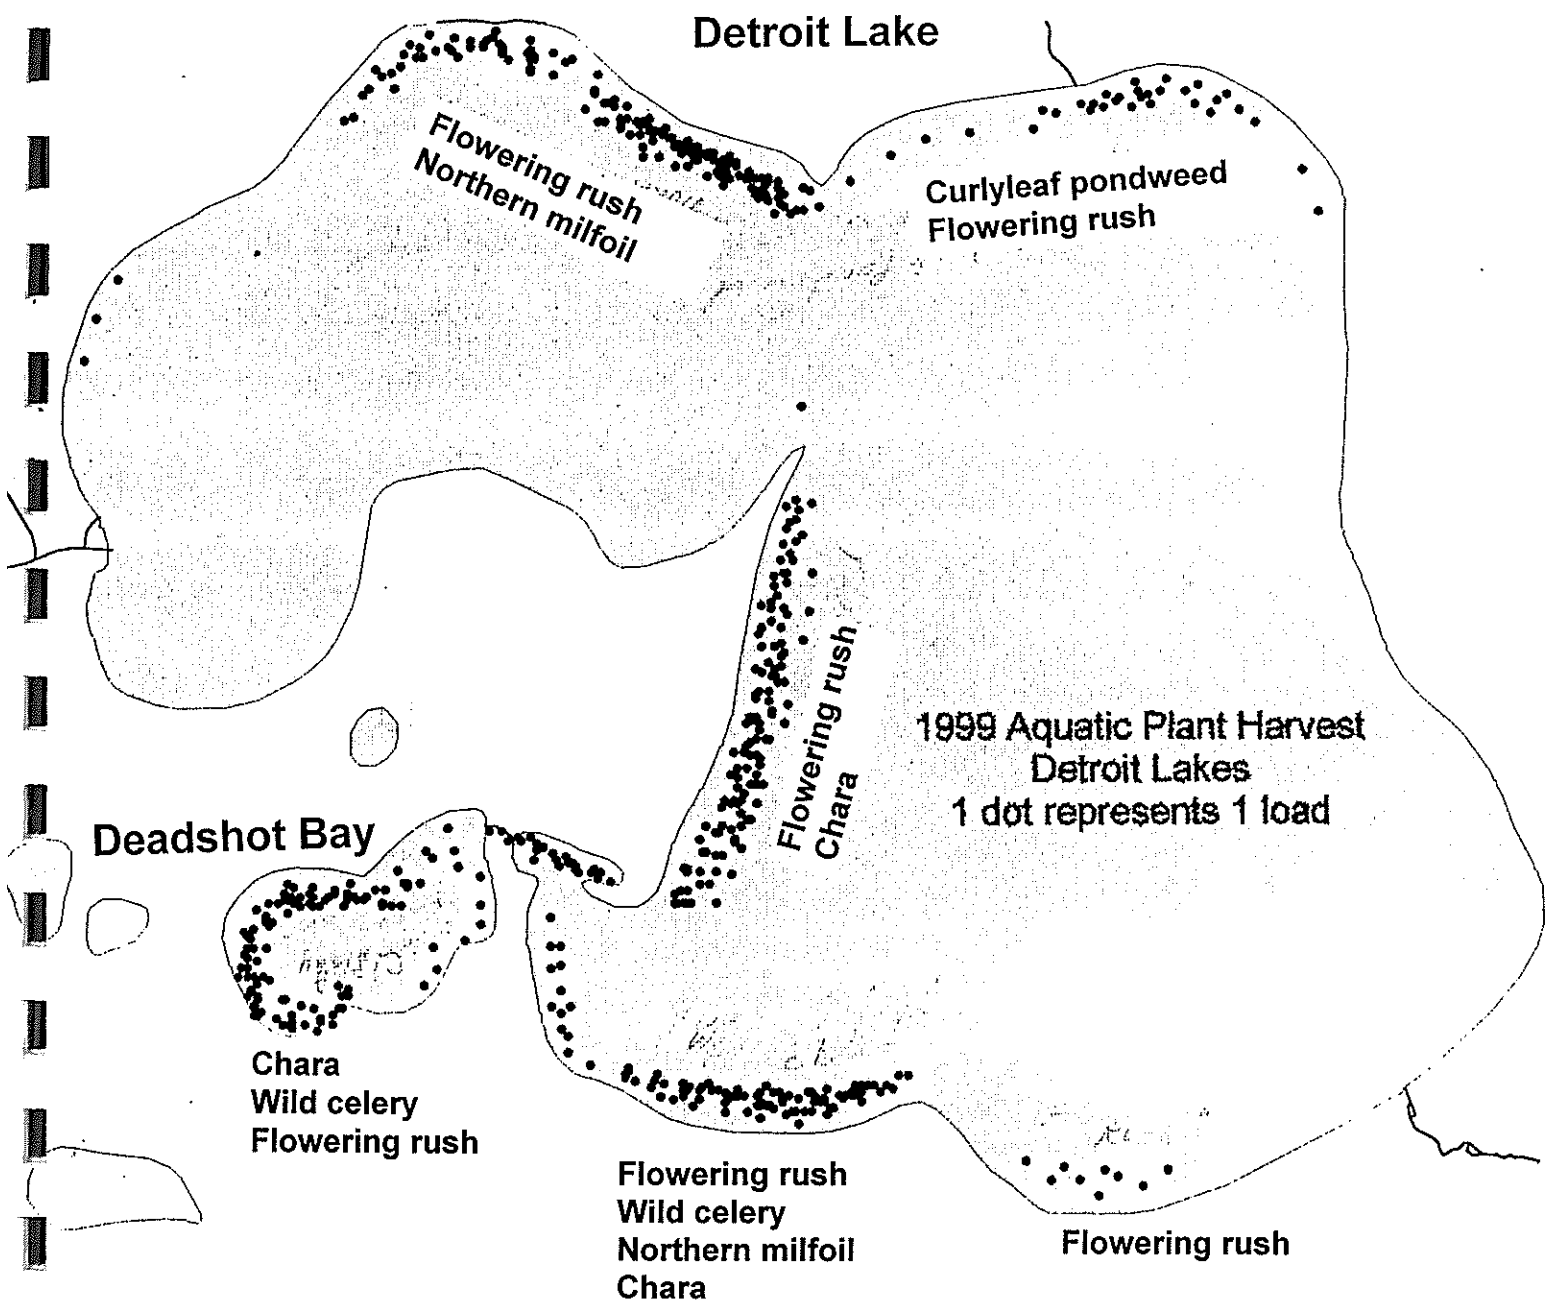 Detroit Lake
Flowering rush
Northern milfoil
Curlyleaf pondweed
Flowering rush
Flowering rush
Chara
1999 Aquatic Plant Harvest
Detroit Lakes
1 dot represents 1 load
Deadshot Bay
Chara
Wild celery
Flowering rush
Flowering rush
Wild celery
Northern milfoil
Chara
Flowering rush